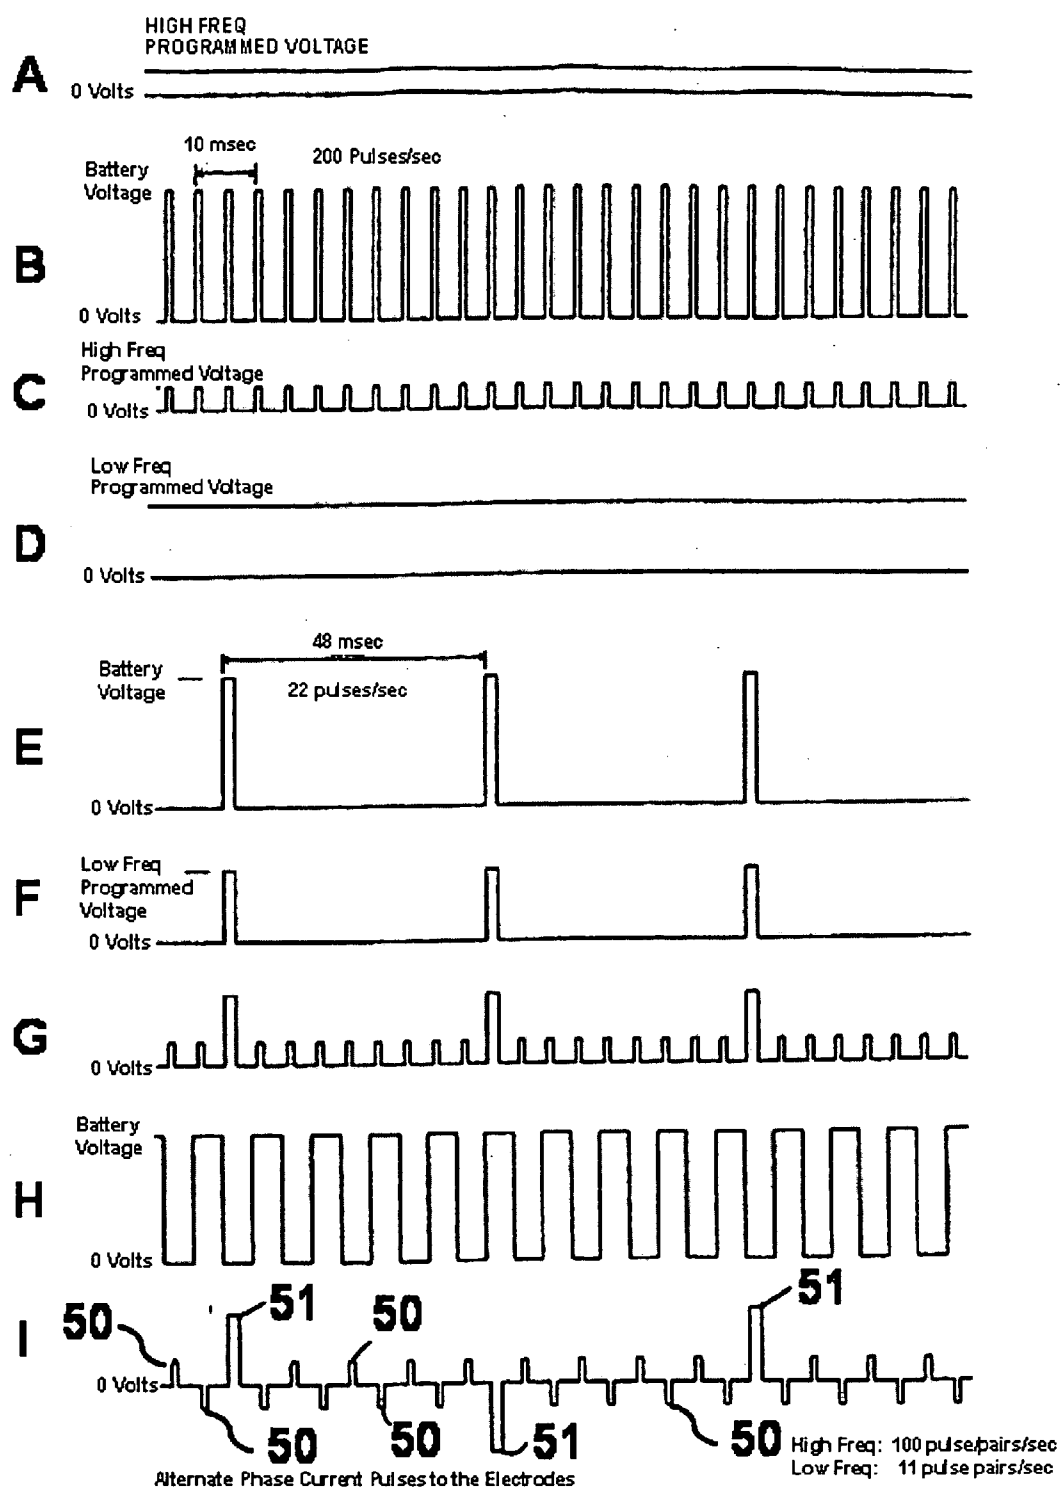 HIGH FREQ
PROGRAMMED VOLTAGE
A
0 Volts
10 msec
200 Pulses/sec
Battery
Voltage
B
0 Volts
High Freq
Programmed Voltage
C
0 Volts
Low Freq
Programmed Voltage
D
0 Volts
48 msec
Battery
Voltage
22 pulses/sec
E
0 Volts
Low Freq
Programmed
Voltage
F
0 Volts
G
0 Volts
Battery
Voltage
H
0 Volts
I
50
51
50
51
0 Volts
50
50
51
50
High Freq: 100 pulse/pairs/sec
Low Freq: 11 pulse pairs/sec
Alternate Phase Current Pulses to the Electrodes